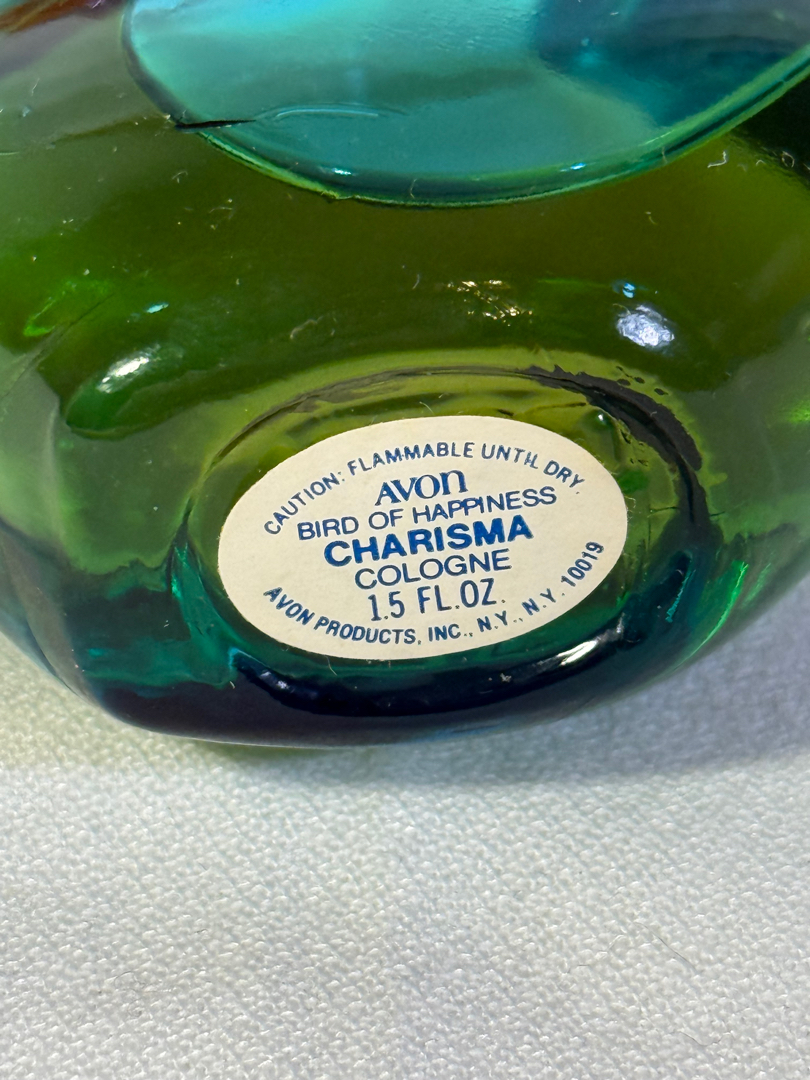 CAUTION: FLAMMABLE UNTIL DRY.
AVON
BIRD OF HAPPINESS
CHARISMA
COLOGNE
1.5 FL.OZ.
AVON PRODUCTS, INC., N.Y., N.Y. 10019